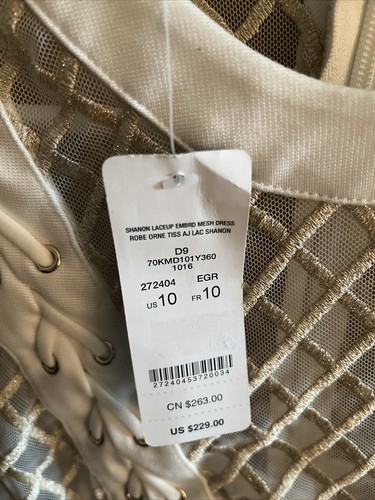 SHANON LACEUP EMBRD MESH DRESS
ROBE ORNE TISS AJ LAC SHANON
D9
70KMD101Y360
1016
272404 EGR
US 10 FR 10
27240453720034
CN $263.00
US $229.00